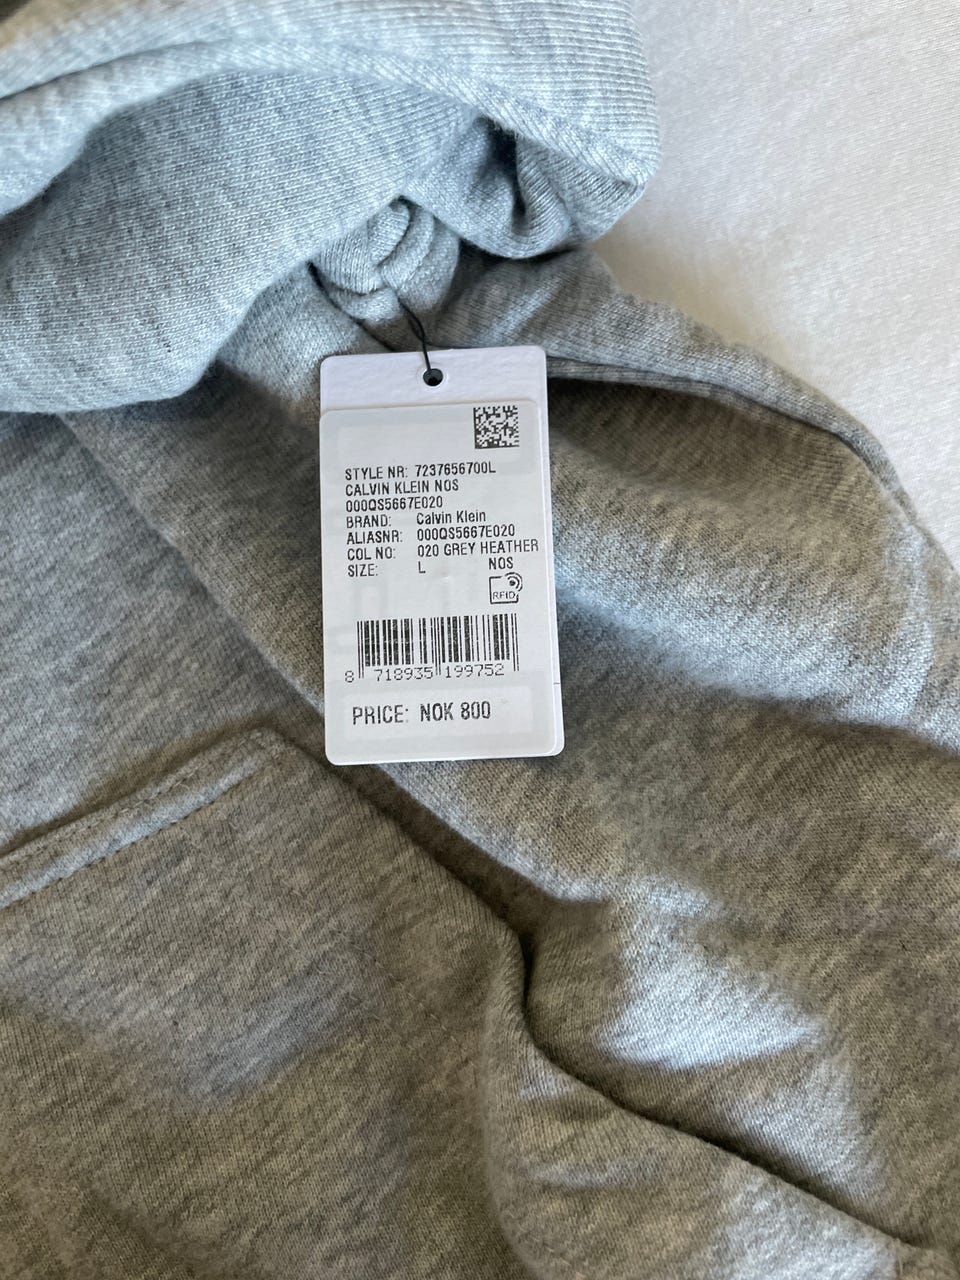 STYLE NR: 7237656700L
CALVIN KLEIN NOS
000QS5667E020
BRAND: Calvin Klein
ALIASNR: 000QS5667E020
COL NO: 020 GREY HEATHER
SIZE: L NOS
RFID
8 718935 199752
PRICE: NOK 800